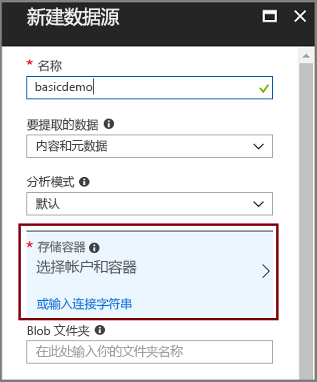 新建数据源
* 名称
basicdemo
要提取的数据
内容和元数据
分析模式
默认
* 存储容器
选择帐户和容器
或输入连接字符串
Blob 文件夹
在此处输入你的文件夹名称